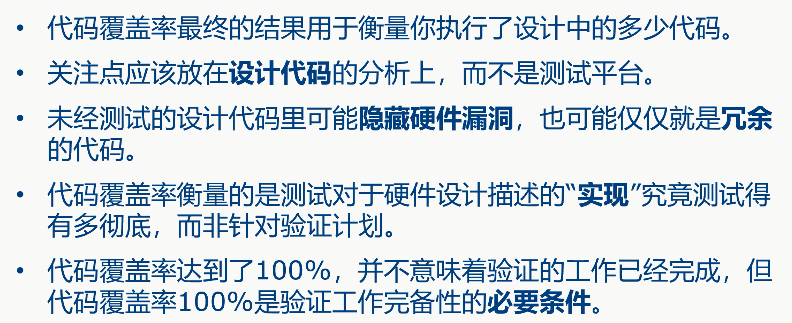 • 代码覆盖率最终的结果用于衡量你执行了设计中的多少代码。
• 关注点应该放在设计代码的分析上，而不是测试平台。
• 未经测试的设计代码里可能隐藏硬件漏洞，也可能仅仅就是冗余
的代码。
• 代码覆盖率衡量的是测试对于硬件设计描述的“实现”究竟测试得
有多彻底，而非针对验证计划。
• 代码覆盖率达到了100%，并不意味着验证的工作已经完成，但
代码覆盖率100%是验证工作完备性的必要条件。